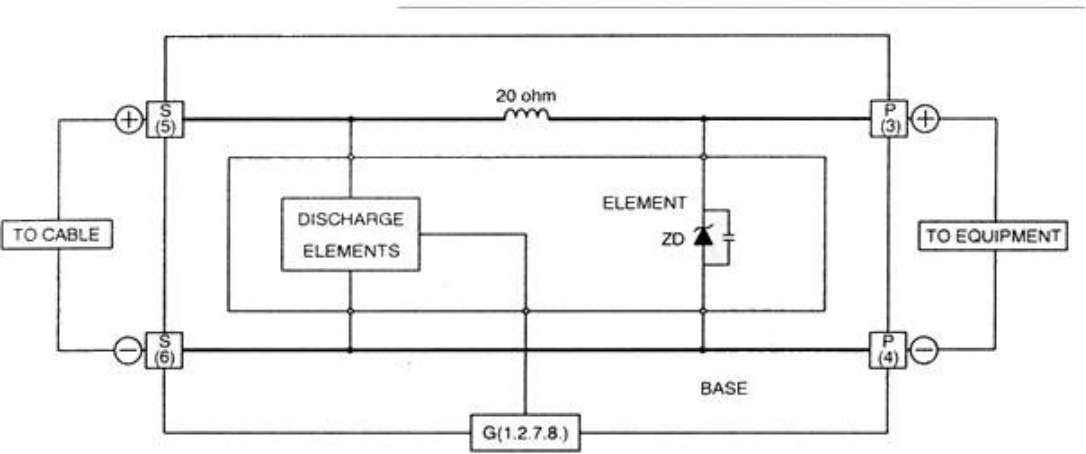 20 ohm
+
S
(5)
P
(3)
+
TO CABLE
DISCHARGE
ELEMENTS
ELEMENT
ZD
TO EQUIPMENT
−
S
(6)
P
(4)
−
BASE
G(1.2.7.8.)